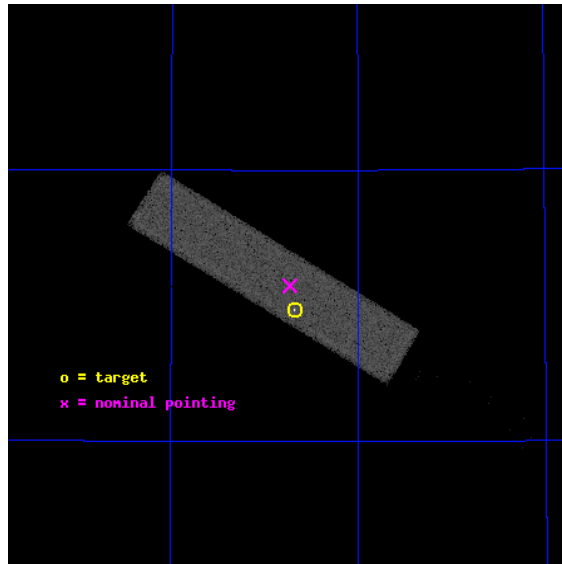 o = target
x = nominal pointing